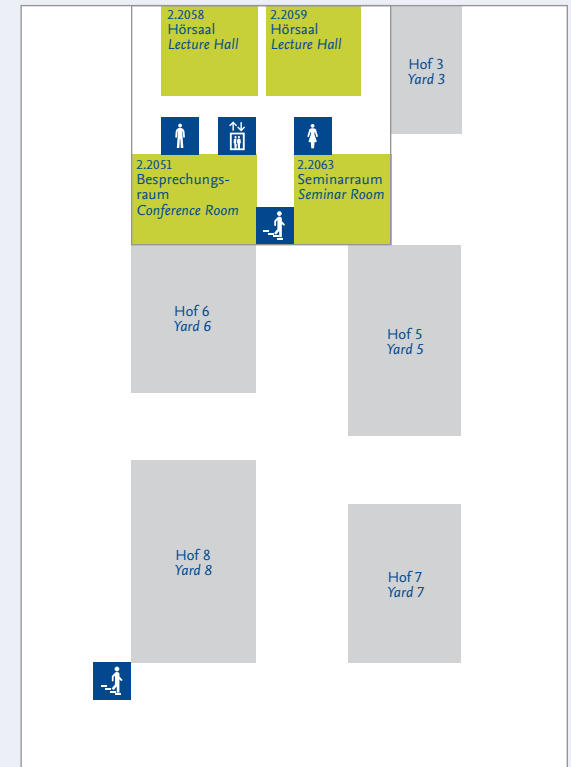 2.2058
Hörsaal
Lecture Hall
2.2059
Hörsaal
Lecture Hall
Hof 3
Yard 3
2.2051
Besprechungs-
raum
Conference Room
2.2063
Seminarraum
Seminar Room
Hof 6
Yard 6
Hof 5
Yard 5
Hof 8
Yard 8
Hof 7
Yard 7